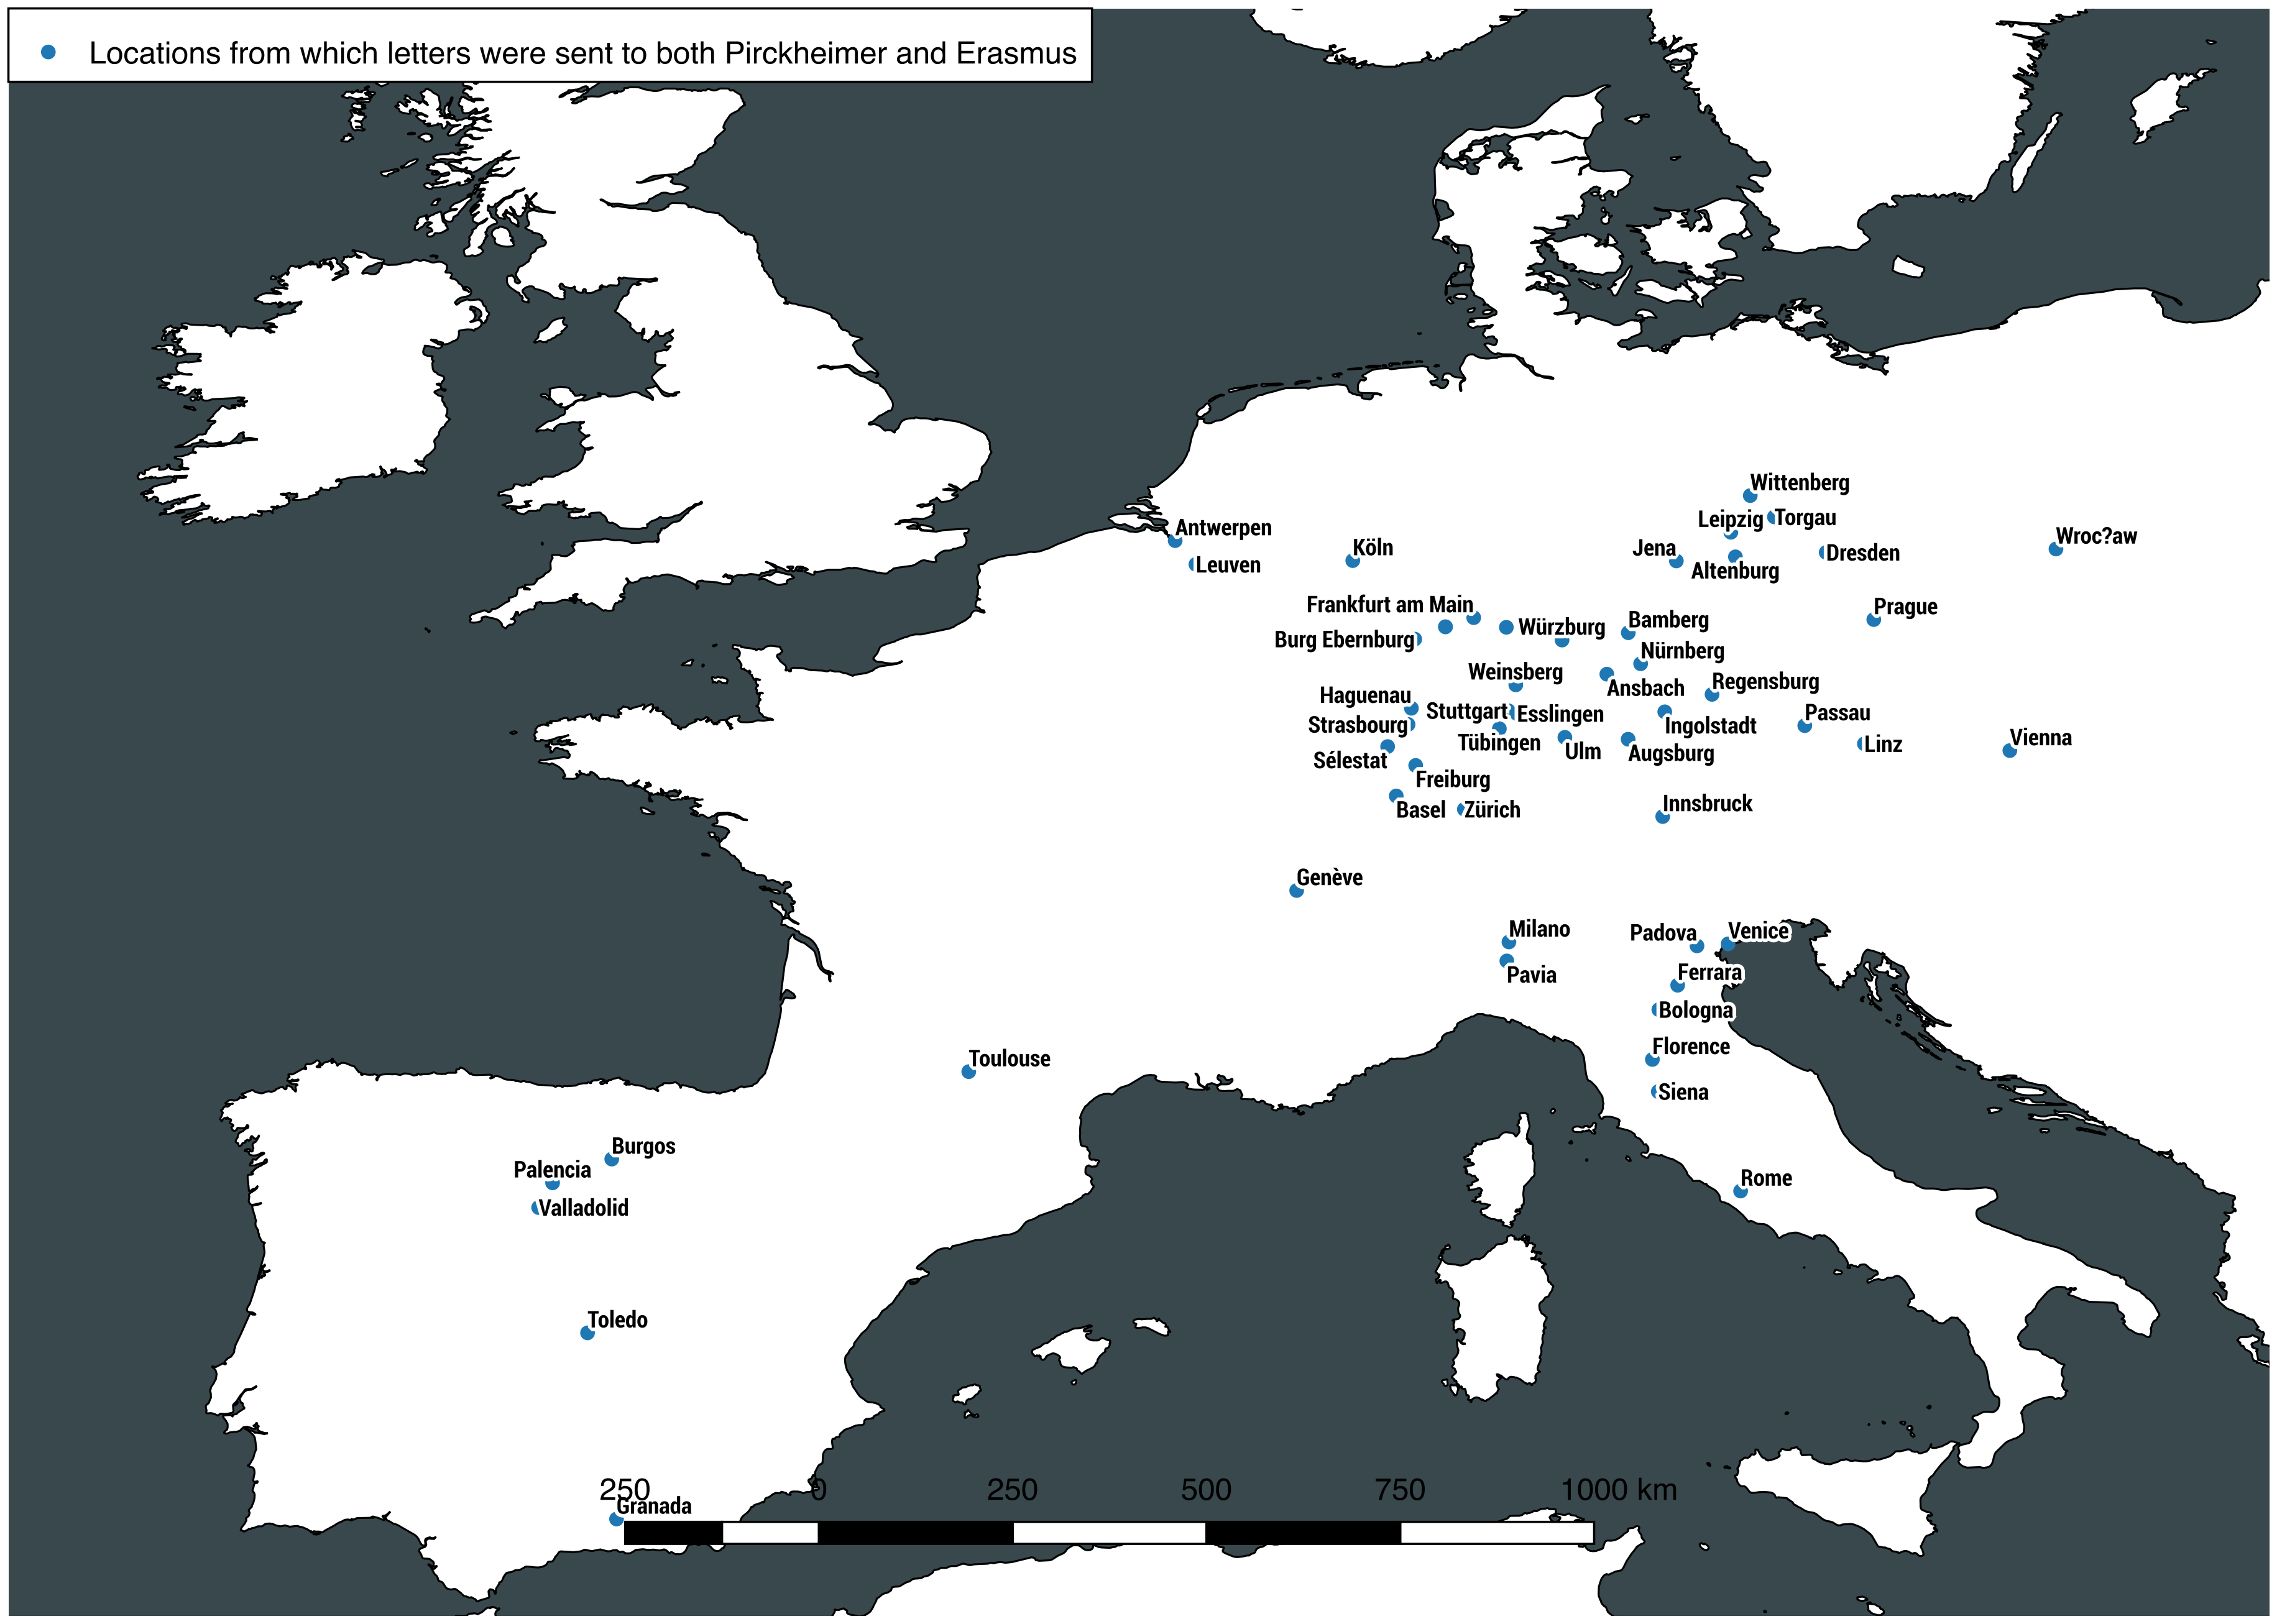 Locations from which letters were sent to both Pirckheimer and Erasmus
Wittenberg
Leipzig
Torgau
Antwerpen
Wroc?aw
Köln
Jena
Dresden
Leuven
Altenburg
Frankfurt am Main
Prague
Bamberg
Würzburg
Burg Ebernburg
Nürnberg
Weinsberg
Regensburg
Ansbach
Haguenau
Stuttgart
Esslingen
Passau
Strasbourg
Ingolstadt
Vienna
Tübingen
Linz
Ulm
Augsburg
Sélestat
Freiburg
Innsbruck
Basel
Zürich
Genève
Milano
Padova
Venice
Pavia
Ferrara
Bologna
Florence
Toulouse
Siena
Burgos
Palencia
Rome
Valladolid
Toledo
250 0 250 500 750 1000 km
Granada